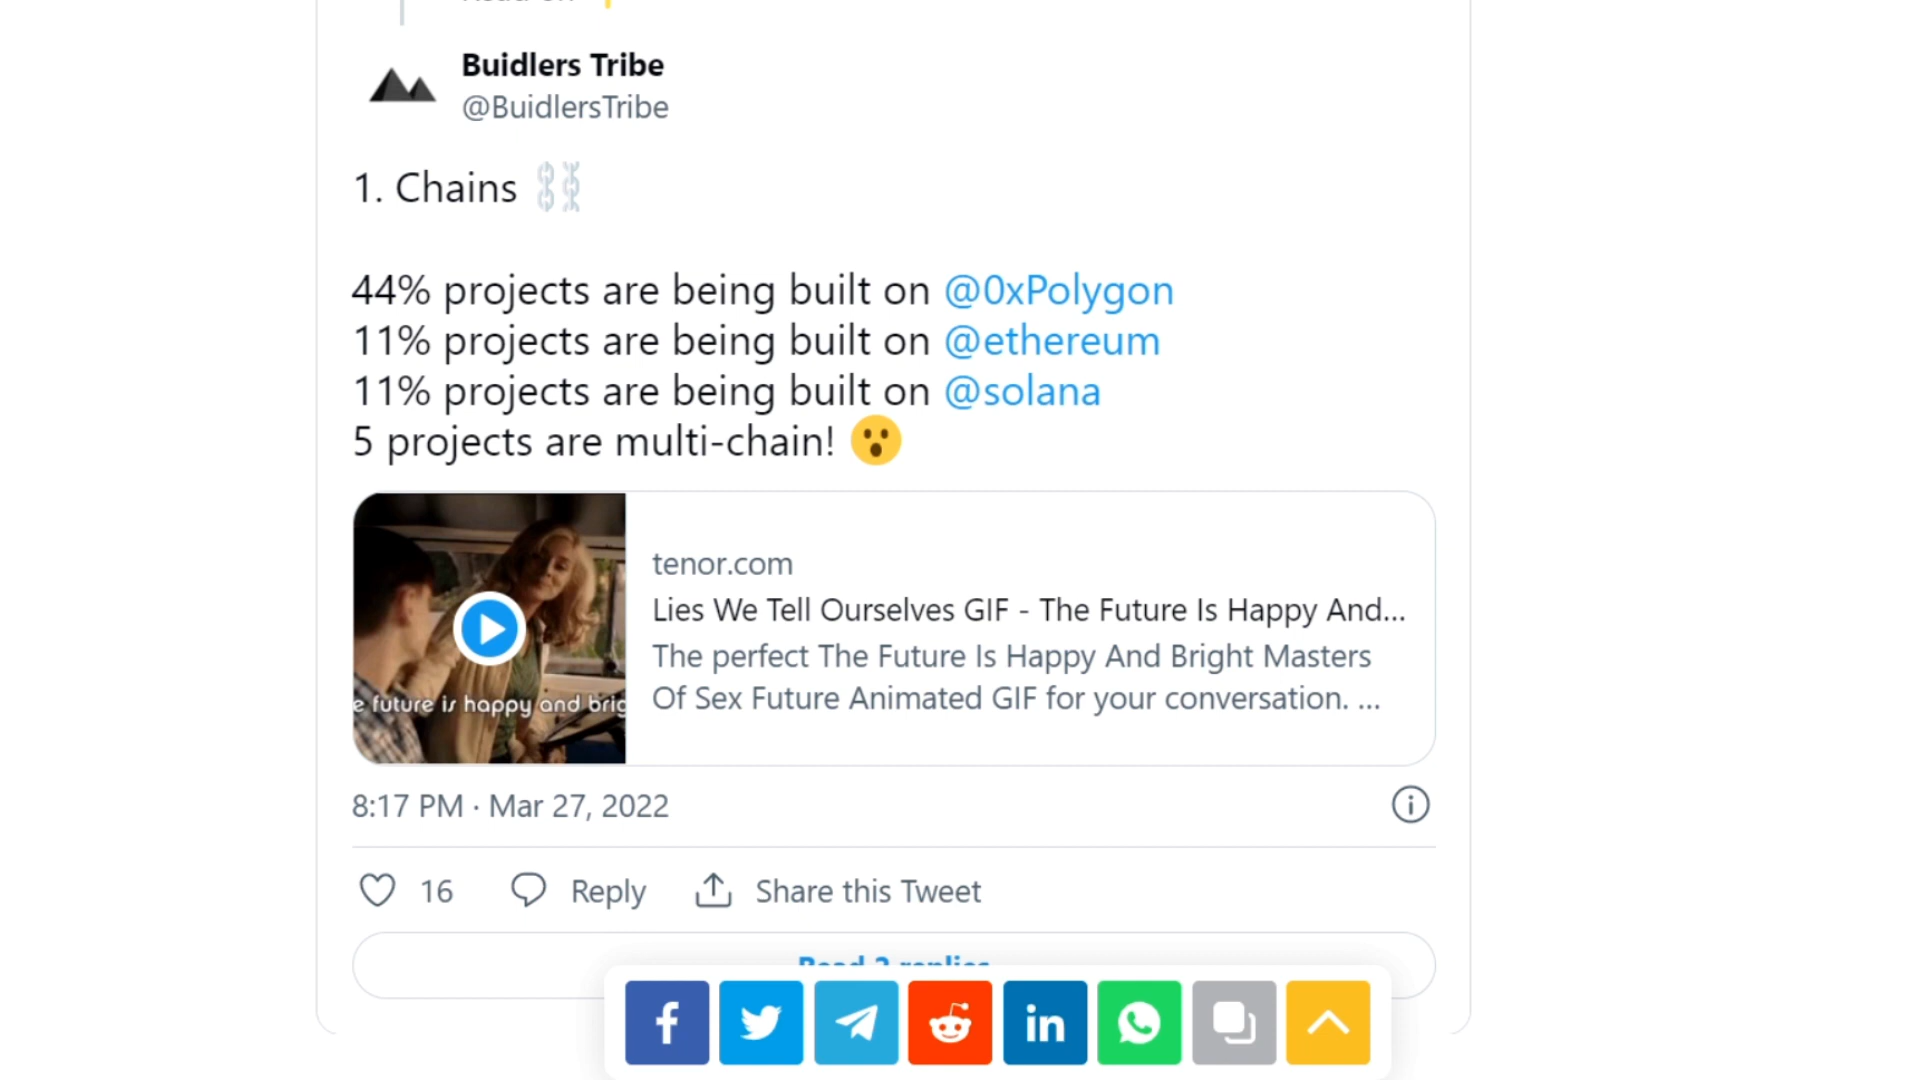 Buidlers Tribe
@BuidlersTribe
1. Chains ⛓⛓
44% projects are being built on @0xPolygon
11% projects are being built on @ethereum
11% projects are being built on @solana
5 projects are multi-chain! 😮
e future is happy and brig
tenor.com
Lies We Tell Ourselves GIF - The Future Is Happy And...
The perfect The Future Is Happy And Bright Masters
Of Sex Future Animated GIF for your conversation. ...
8:17 PM · Mar 27, 2022
16 Reply Share this Tweet